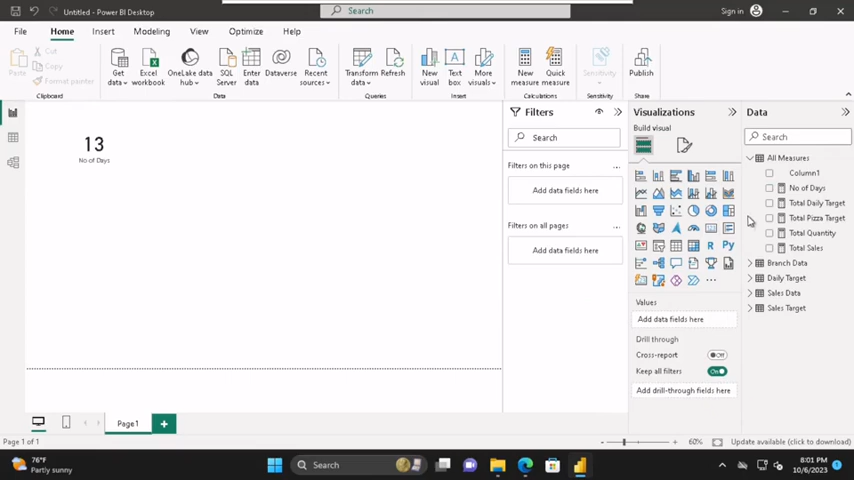 Untitled - Power BI Desktop
Search
Sign in
File
Home
Insert
Modeling
View
Optimize
Help
Paste
Cut
Copy
Format painter
Get data
Excel workbook
OneLake data hub
SQL Server
Enter data
Dataverse
Recent sources
Transform data
Refresh
New visual
Text box
More visuals
New measure
Quick measure
Sensitivity
Publish
Clipboard
Data
Queries
Insert
Calculations
Sensitivity
Share
13
No of Days
Filters
Search
Filters on this page
...
Add data fields here
Filters on all pages
...
Add data fields here
Visualizations
Build visual
R
Py
...
Values
Add data fields here
Drill through
Cross-report
Off
Keep all filters
On
Add drill-through fields here
Data
Search
All Measures
Column1
No of Days
Total Daily Target
Total Pizza Target
Total Quantity
Total Sales
Branch Data
Daily Target
Sales Data
Sales Target
Page 1
Page 1 of 1
60%
Update available (click to download)
76°F
Partly sunny
Search
8:01 PM
10/6/2023